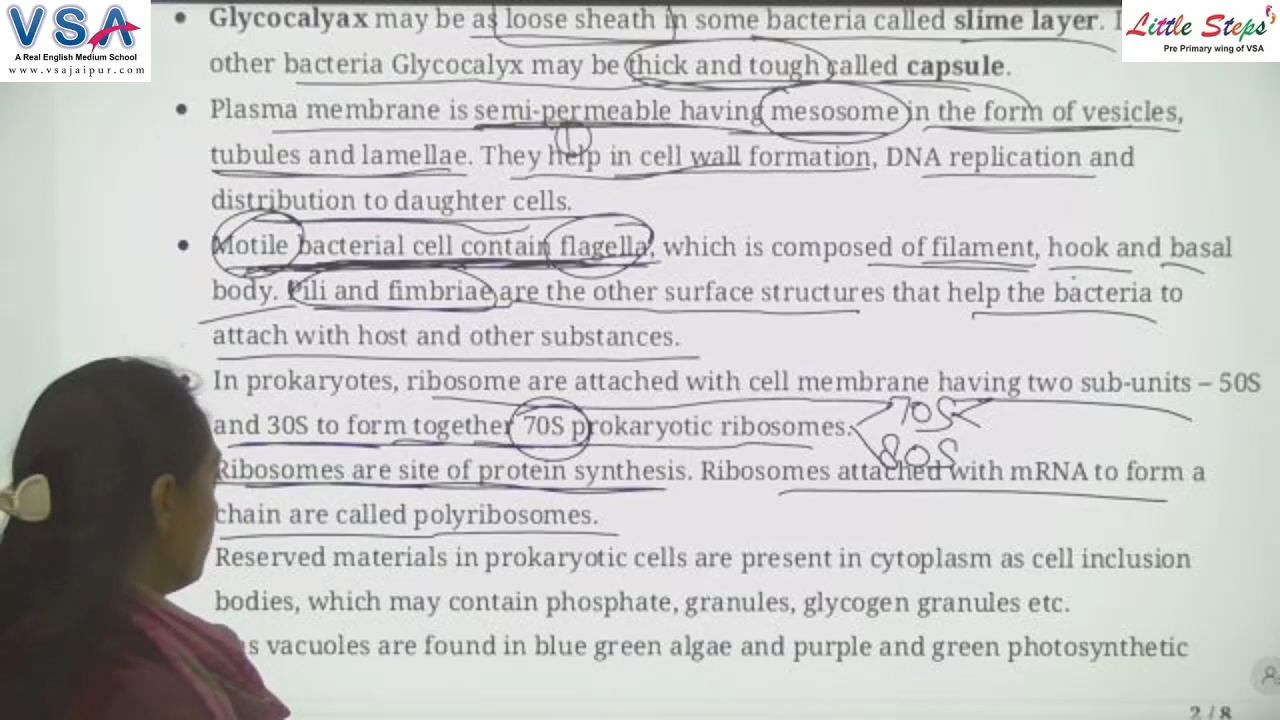 VSA
A Real English Medium School
www.vsajaipur.com
Little Steps
Pre Primary wing of VSA
Glycocalyax may be as loose sheath in some bacteria called slime layer.
other bacteria Glycocalyx may be thick and tough called capsule.
Plasma membrane is semi-permeable having mesosome in the form of vesicles,
1
tubules and lamellae. They help in cell wall formation, DNA replication and
distribution to daughter cells.
Motile bacterial cell contain flagella, which is composed of filament, hook and basal
body. Pili and fimbriae are the other surface structures that help the bacteria to
attach with host and other substances.
In prokaryotes, ribosome are attached with cell membrane having two sub-units – 50S
70S
and 30S to form together 70S prokaryotic ribosomes.
80S
Ribosomes are site of protein synthesis. Ribosomes attached with mRNA to form a
chain are called polyribosomes.
Reserved materials in prokaryotic cells are present in cytoplasm as cell inclusion
bodies, which may contain phosphate, granules, glycogen granules etc.
vacuoles are found in blue green algae and purple and green photosynthetic
2 / 8